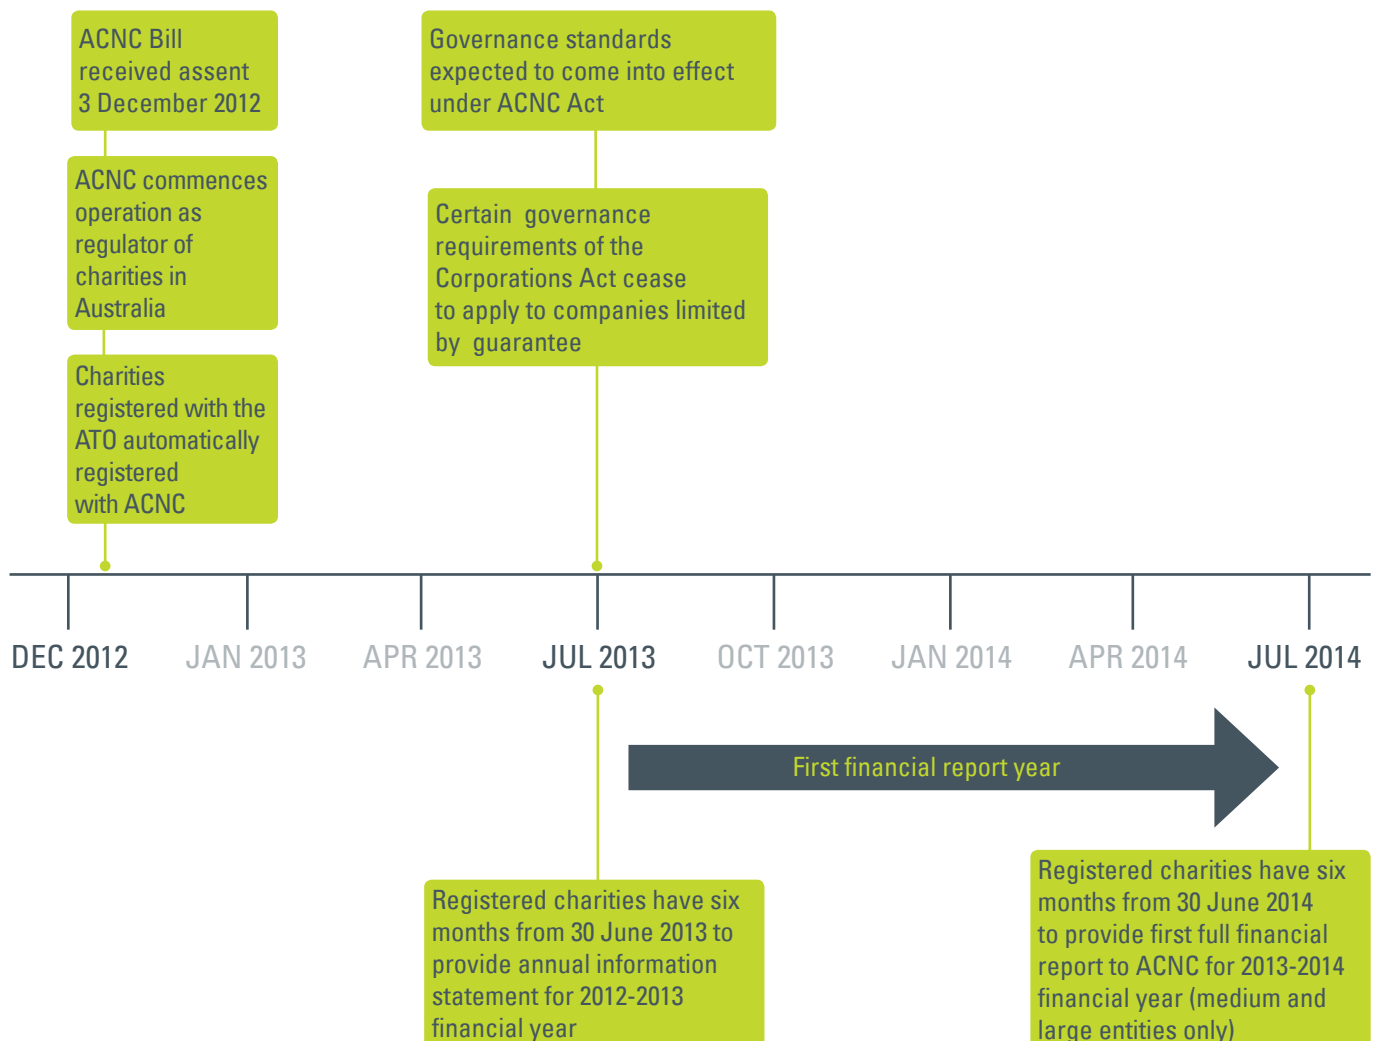 ACNC Bill
received assent
3 December 2012
ACNC commences
operation as
regulator of
charities in
Australia
Charities
registered with the
ATO automatically
registered
with ACNC
Governance standards
expected to come into effect
under ACNC Act
Certain governance
requirements of the
Corporations Act cease
to apply to companies limited
by guarantee
DEC 2012 JAN 2013 APR 2013 JUL 2013 OCT 2013 JAN 2014 APR 2014 JUL 2014
First financial report year
Registered charities have six
months from 30 June 2013 to
provide annual information
statement for 2012-2013
financial year
Registered charities have six
months from 30 June 2014
to provide first full financial
report to ACNC for 2013-2014
financial year (medium and
large entities only)